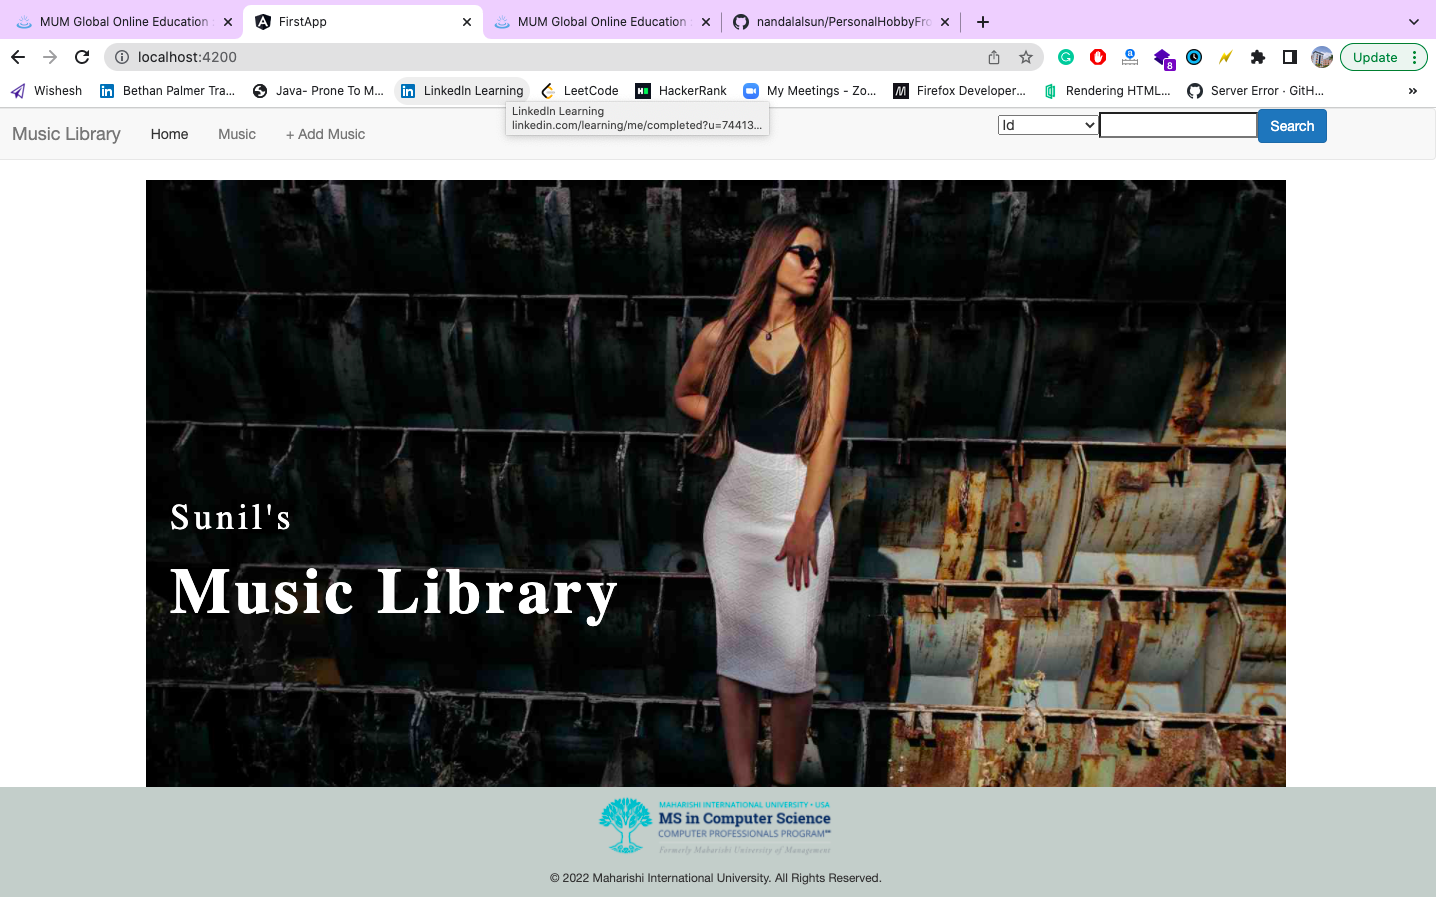 MUM Global Online Education
FirstApp
MUM Global Online Education
nandalalsun/PersonalHobbyFro
localhost:4200
8
Update
Wishesh
Bethan Palmer Tra...
Java- Prone To M...
LinkedIn Learning
LeetCode
HackerRank
My Meetings - Zo...
Firefox Developer...
Rendering HTML...
Server Error · GitH...
»
LinkedIn Learning
linkedin.com/learning/me/completed?u=74413...
Music Library
Home
Music
+ Add Music
Id
Search
Sunil's
Music Library
MAHARISHI INTERNATIONAL UNIVERSITY • USA
MS in Computer Science
COMPUTER PROFESSIONALS PROGRAM℠
Formerly Maharishi University of Management
© 2022 Maharishi International University. All Rights Reserved.